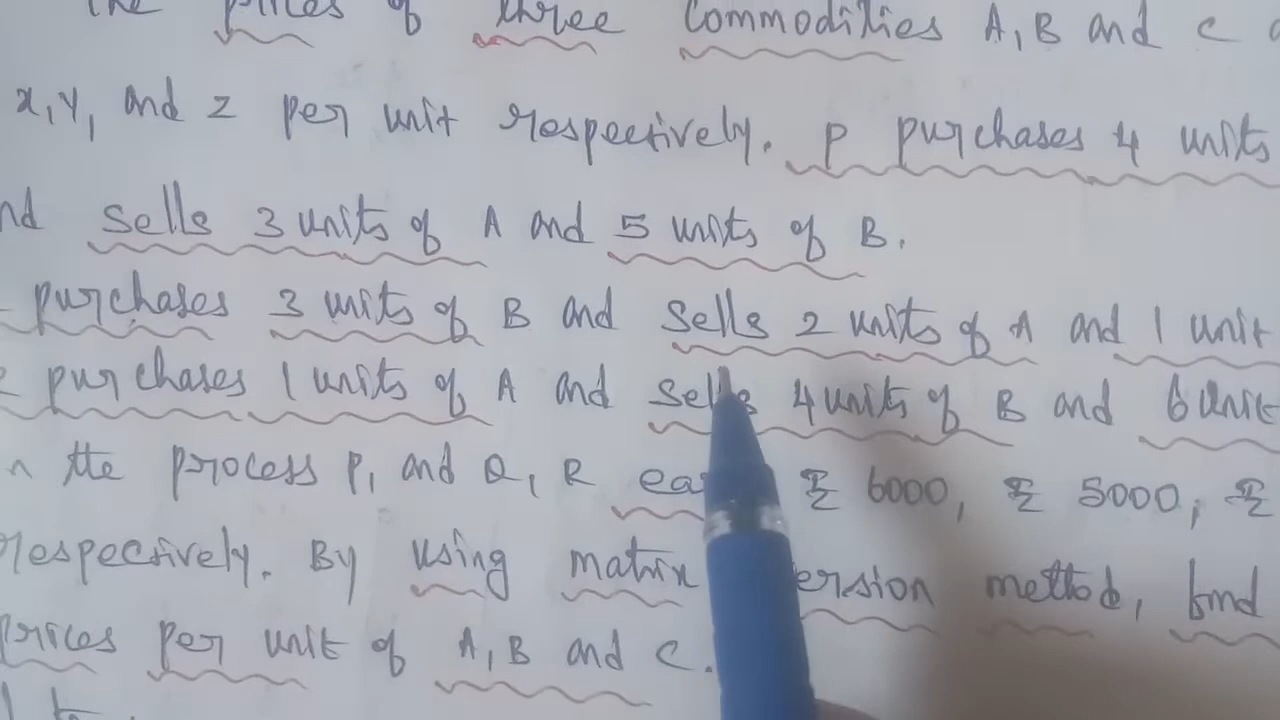 the prices of three commodities A, B and C
x, y, and z per unit respectively. P purchases 4 units
nd sells 3 units of A and 5 units of B.
purchases 3 units of B and sells 2 units of A and 1 unit
purchases 1 units of A and sells 4 units of B and 6 unit
the process P, and Q, R ₹ 6000, ₹ 5000, ₹
respectively. By using matrix ersion method, find
prices per unit of A, B and C.